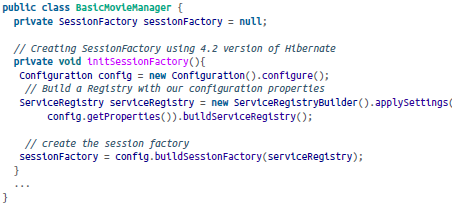 public class BasicMovieManager {
  private SessionFactory sessionFactory = null;

  // Creating SessionFactory using 4.2 version of Hibernate
  private void initSessionFactory(){
   Configuration config = new Configuration().configure();
    // Build a Registry with our configuration properties
   ServiceRegistry serviceRegistry = new ServiceRegistryBuilder().applySettings(
        config.getProperties()).buildServiceRegistry();

    // create the session factory
   sessionFactory = config.buildSessionFactory(serviceRegistry);
  }
  ...
}